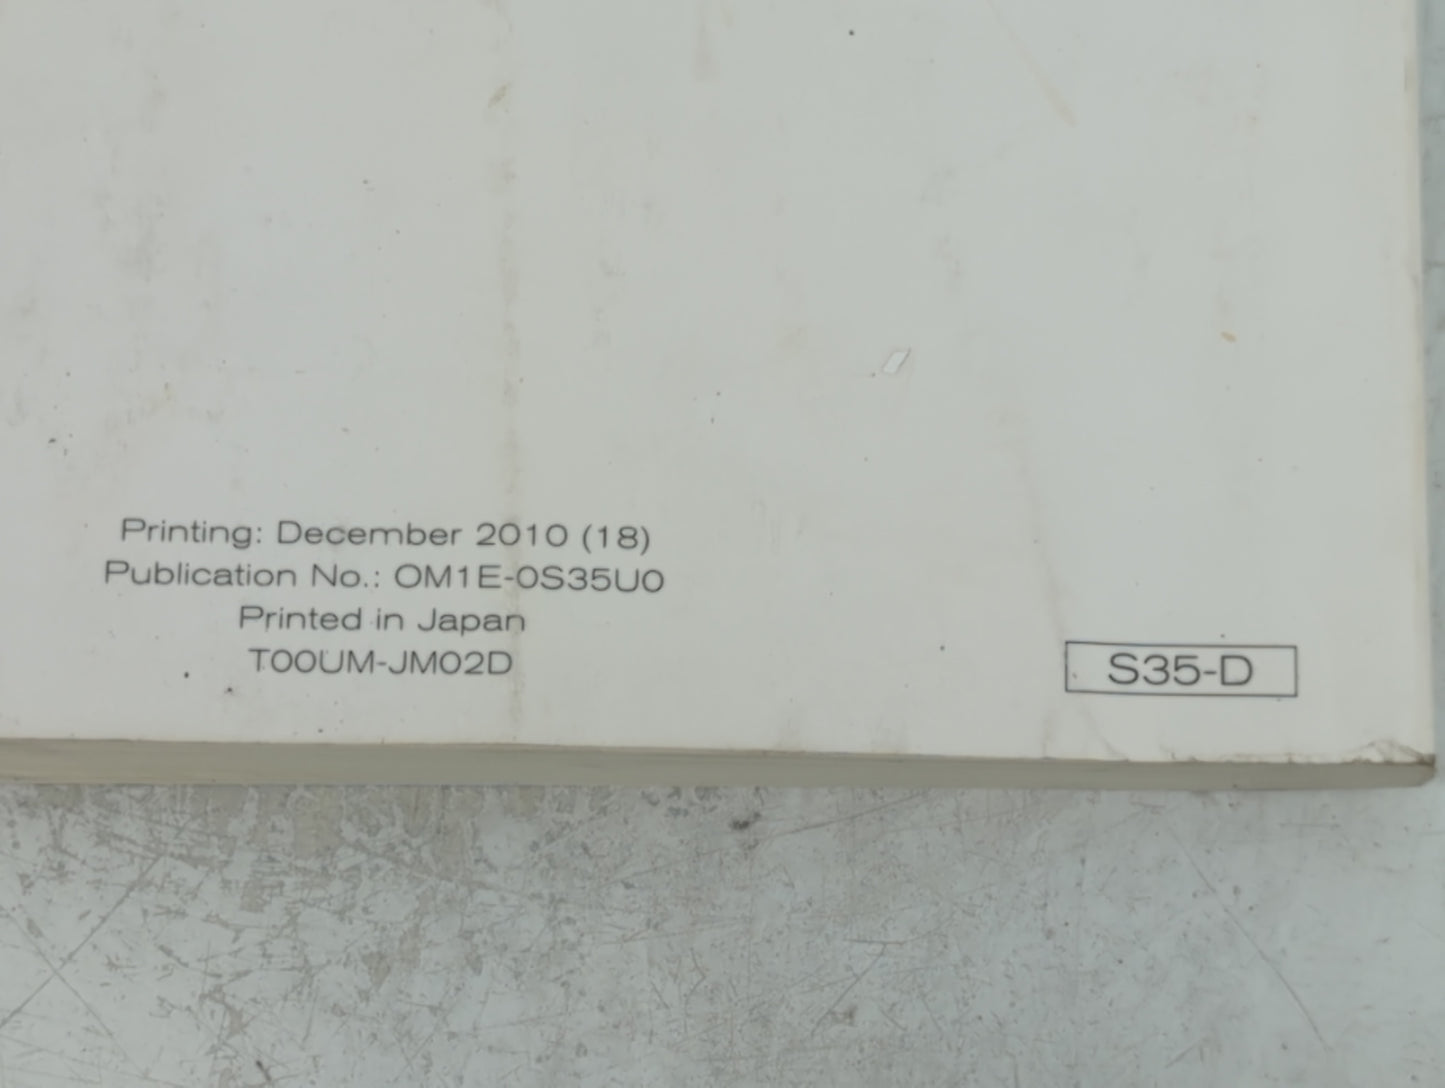 Printing: December 2010 (18)
Publication No.: OM1E-0S35U0
Printed in Japan
T00UM-JM02D
S35-D